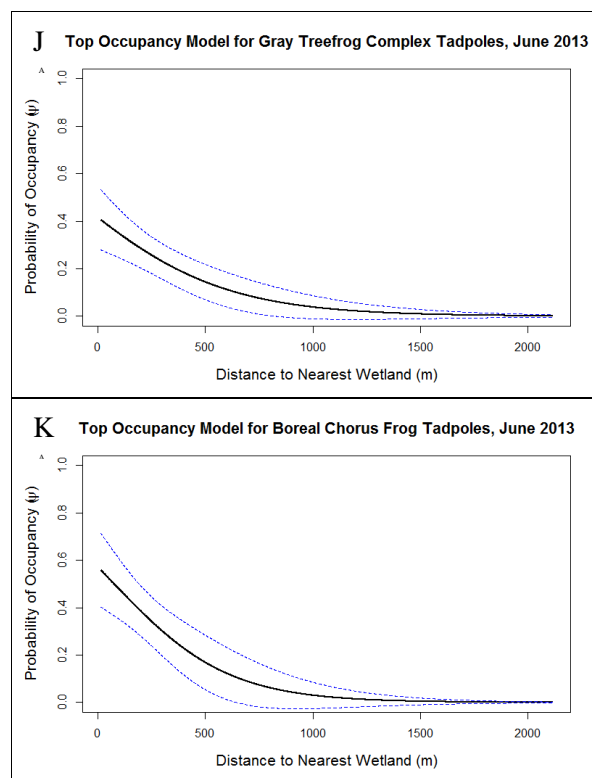 J Top Occupancy Model for Gray Treefrog Complex Tadpoles, June 2013
A
Probability of Occupancy (ψ)
1.0
0.8
0.6
0.4
0.2
0.0
0 500 1000 1500 2000
Distance to Nearest Wetland (m)
K Top Occupancy Model for Boreal Chorus Frog Tadpoles, June 2013
A
Probability of Occupancy (ψ)
1.0
0.8
0.6
0.4
0.2
0.0
0 500 1000 1500 2000
Distance to Nearest Wetland (m)